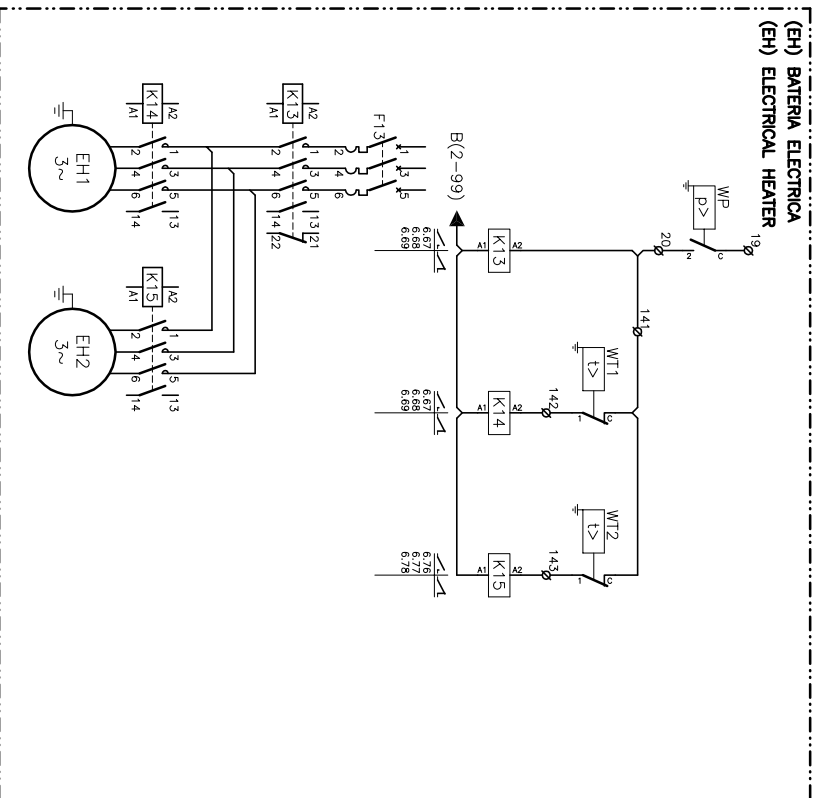 (EH) BATERIA ELECTRICA
(EH) ELECTRICAL HEATER
19
WP
p>
C
2
20
141
WT1
t>
C
1
142
WT2
t>
C
1
143
K13
A1
A2
K14
A1
A2
K15
A1
A2
B(2-99)
6.67
6.68
6.69
6.67
6.68
6.69
6.76
6.77
6.78
F13
1
3
5
2
4
6
K13
A2
A1
1
3
5
13
21
2
4
6
14
22
K14
A2
A1
1
3
5
13
2
4
6
14
EH1
3~
K15
A2
A1
1
3
5
13
2
4
6
14
EH2
3~